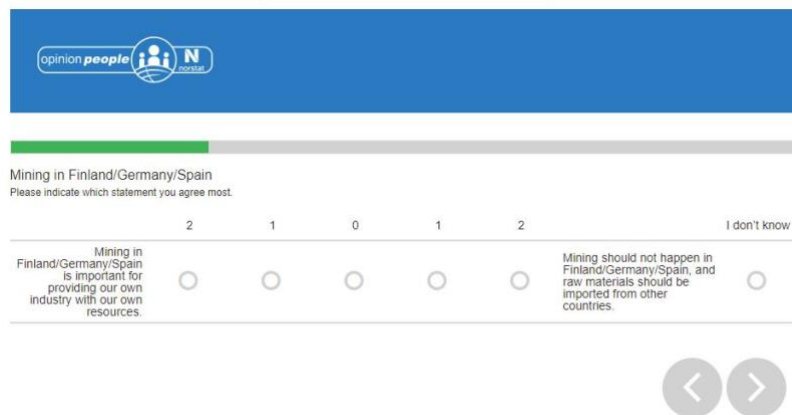 opinion people
N
norstat
Mining in Finland/Germany/Spain
Please indicate which statement you agree most.
2 1 0 1 2 I don't know
Mining in
Finland/Germany/Spain
is important for
providing our own
industry with our own
resources.
Mining should not happen in
Finland/Germany/Spain, and
raw materials should be
imported from other
countries.